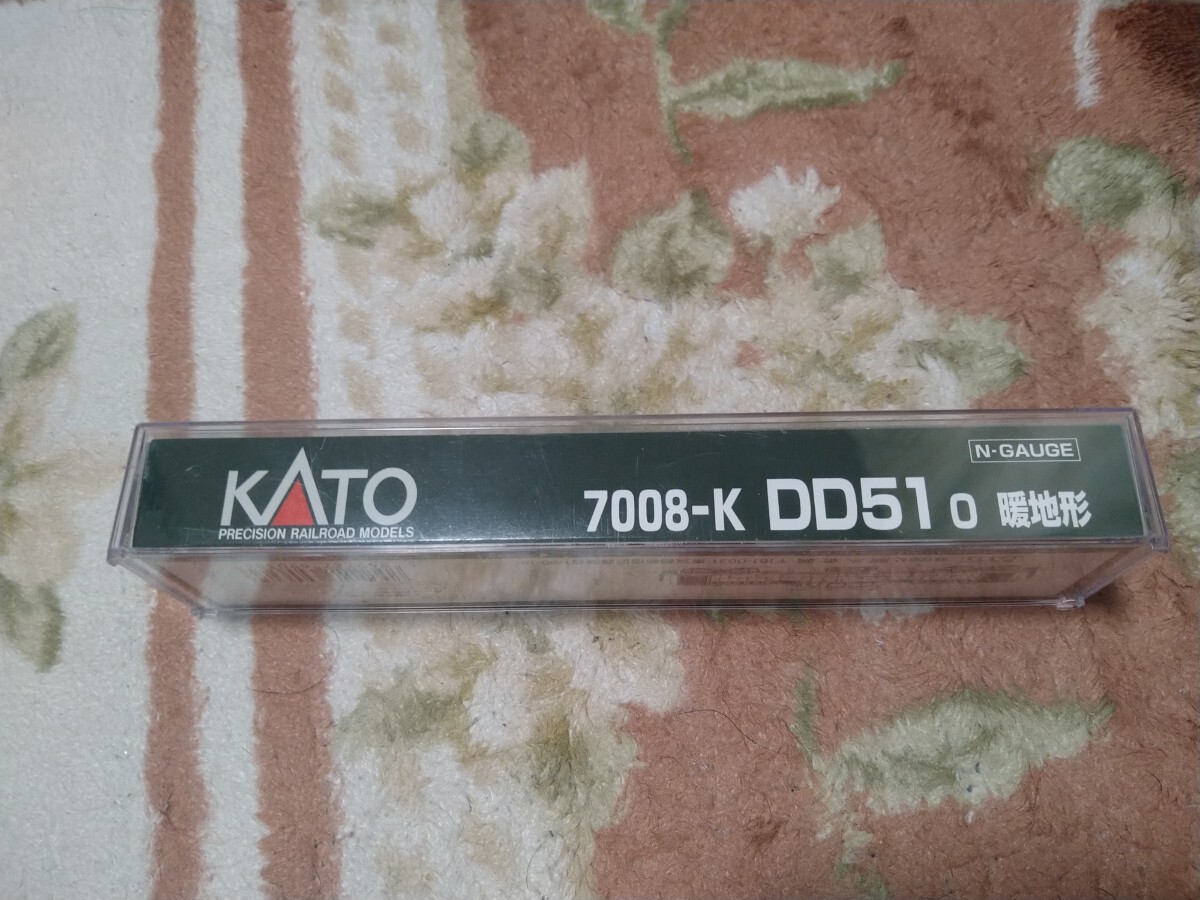 KATO
PRECISION RAILROAD MODELS
N-GAUGE
7008-K DD51 0 暖地形